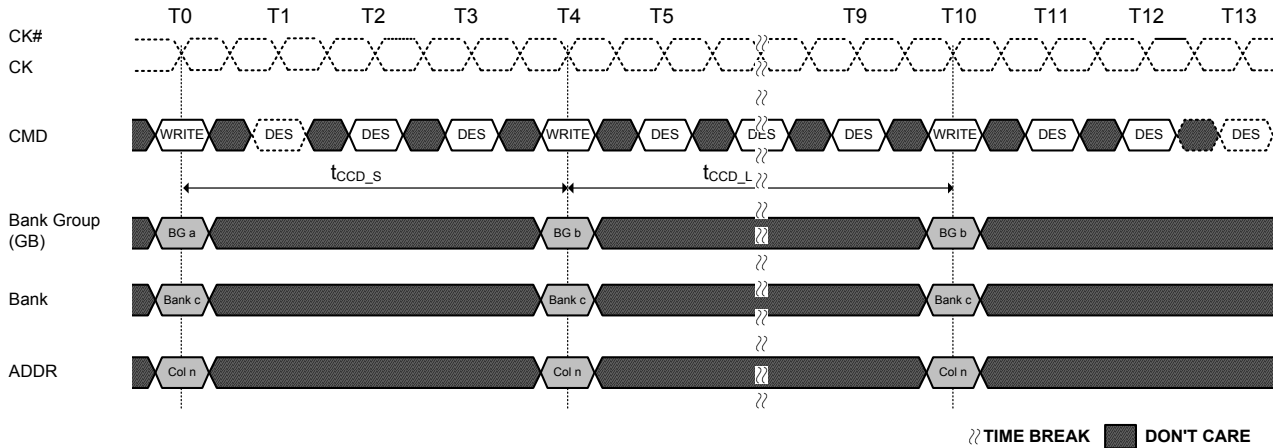 T0 T1 T2 T3 T4 T5 T9 T10 T11 T12 T13
CK#
CK
CMD WRITE DES DES DES WRITE DES DES DES WRITE DES DES DES
tCCD_S tCCD_L
Bank Group
(GB)
BG a BG b BG b
Bank Bank c Bank c Bank c
ADDR Col n Col n Col n
TIME BREAK DON'T CARE